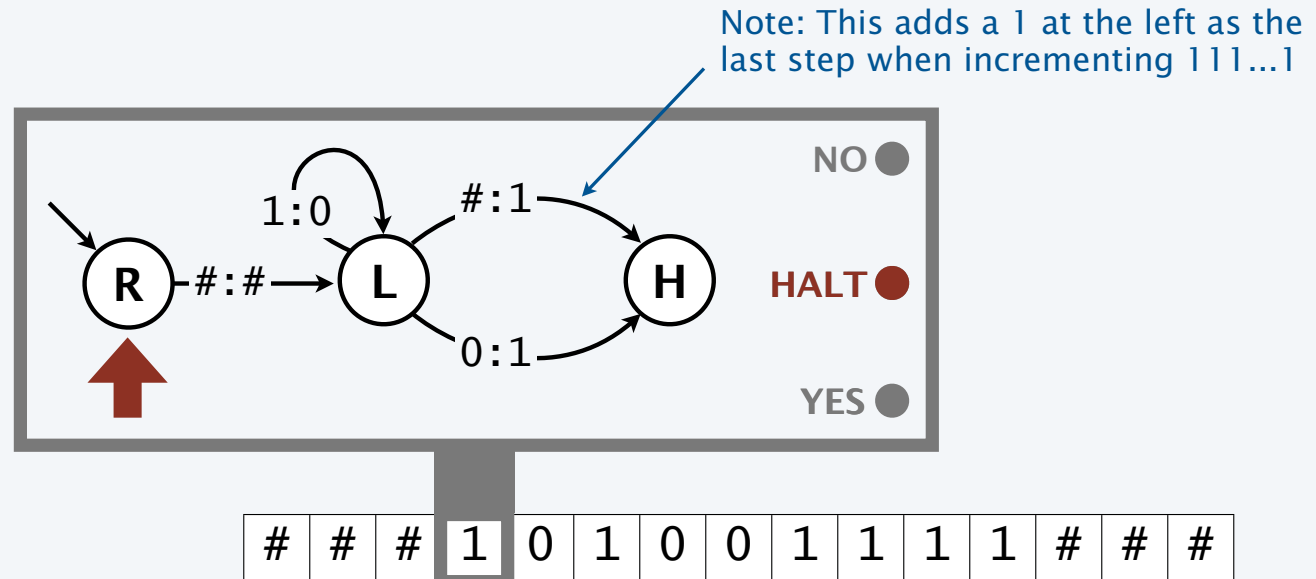 Note: This adds a 1 at the left as the
last step when incrementing 111...1
NO
1:0
#:1
R
#:#
L
H
HALT
0:1
YES
# # # 1 0 1 0 0 1 1 1 1 # # #